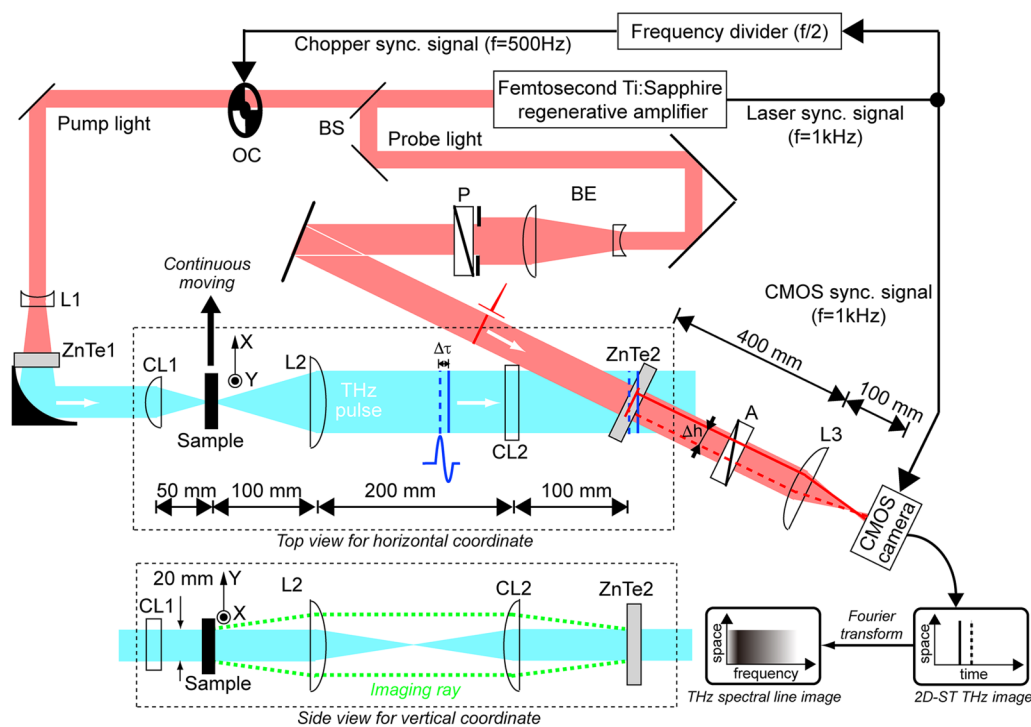 Chopper sync. signal (f=500Hz)
Frequency divider (f/2)
Femtosecond Ti:Sapphire
regenerative amplifier
Laser sync. signal
(f=1kHz)
Pump light
OC
BS
Probe light
P
BE
Continuous
moving
L1
ZnTe1
CMOS sync. signal
(f=1kHz)
400 mm
100 mm
CL1
X
Y
L2
THz
pulse
Δτ
ZnTe2
Sample
CL2
Δh
A
L3
CMOS
camera
50 mm
100 mm
200 mm
100 mm
Top view for horizontal coordinate
20 mm
Y
X
CL1
L2
CL2
ZnTe2
Sample
Imaging ray
Side view for vertical coordinate
space
frequency
THz spectral line image
Fourier
transform
space
time
2D-ST THz image